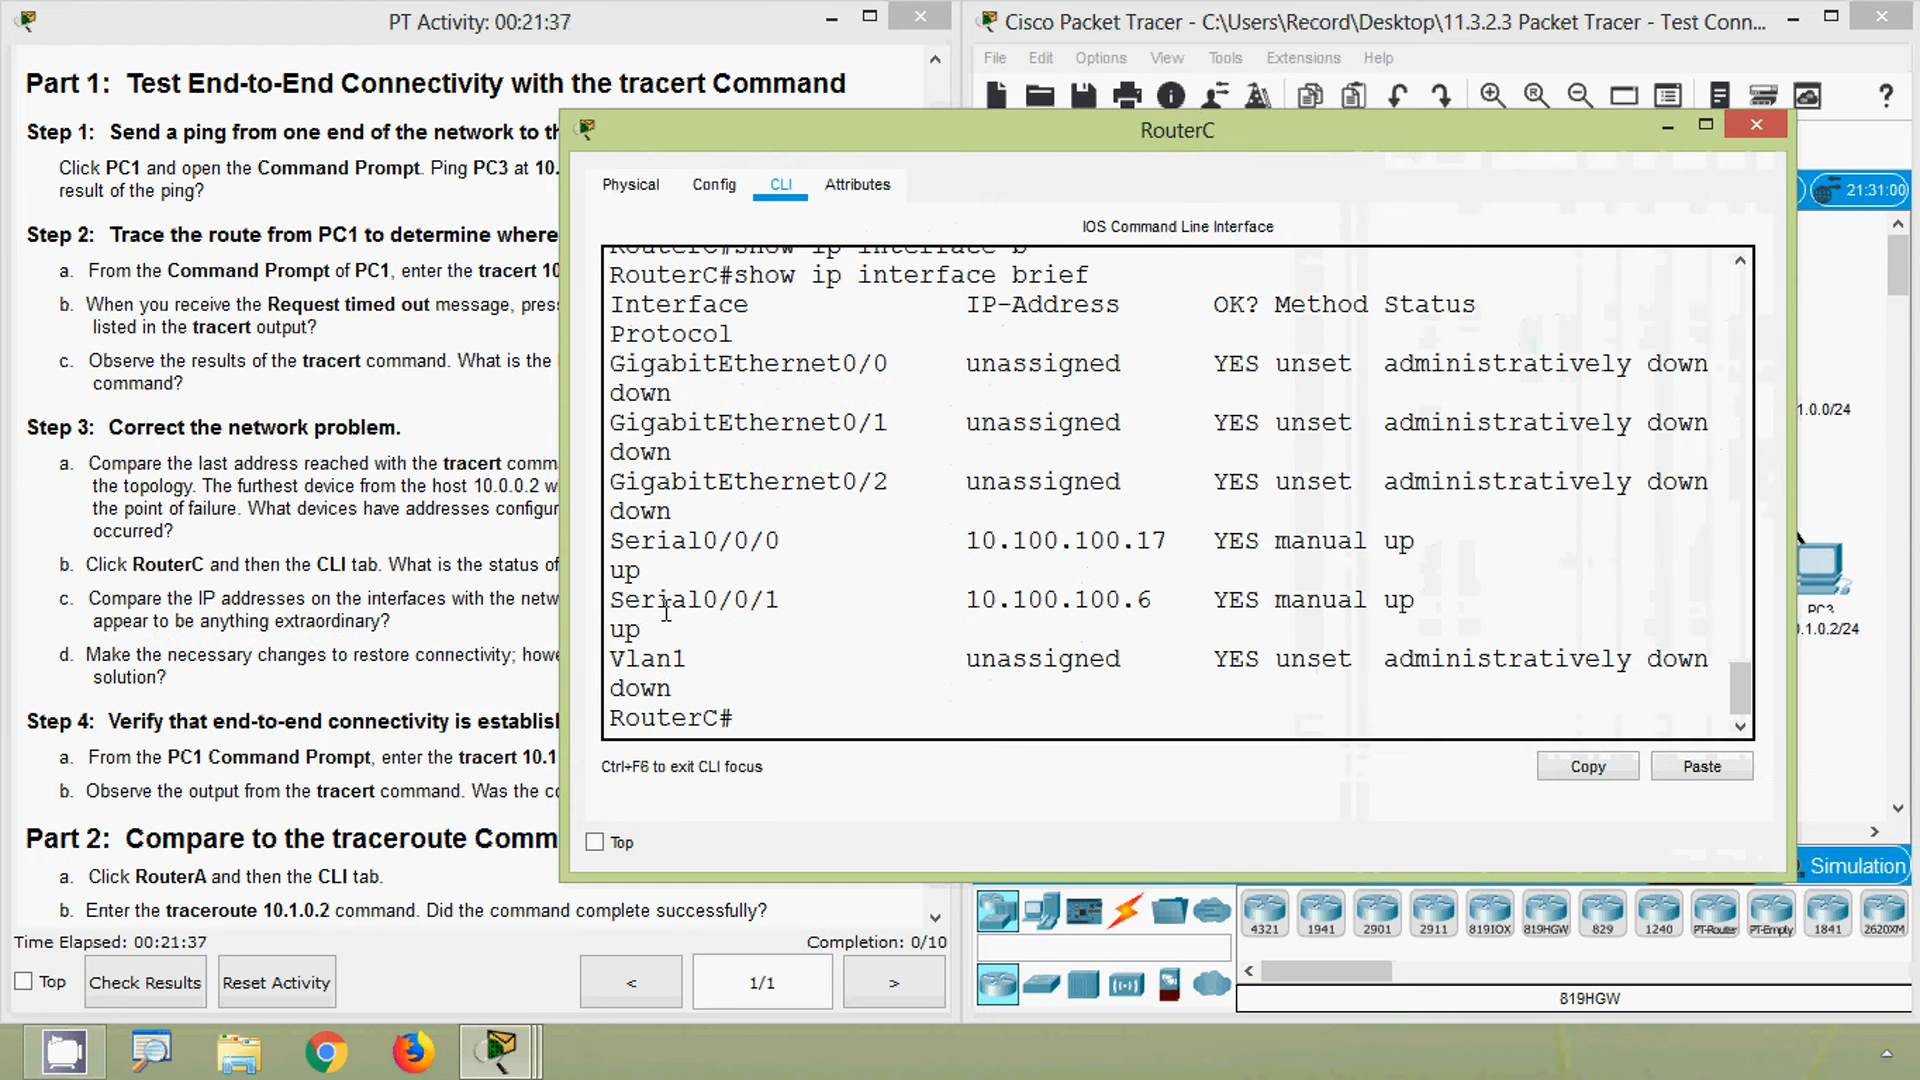 PT Activity: 00:21:37
Part 1: Test End-to-End Connectivity with the tracert Command
Step 1: Send a ping from one end of the network to th
Click PC1 and open the Command Prompt. Ping PC3 at 10.
result of the ping?
Step 2: Trace the route from PC1 to determine where
a. From the Command Prompt of PC1, enter the tracert 10
b. When you receive the Request timed out message, pres
listed in the tracert output?
c. Observe the results of the tracert command. What is the
command?
Step 3: Correct the network problem.
a. Compare the last address reached with the tracert comm
the topology. The furthest device from the host 10.0.0.2 w
the point of failure. What devices have addresses configur
occurred?
b. Click RouterC and then the CLI tab. What is the status of
c. Compare the IP addresses on the interfaces with the netw
appear to be anything extraordinary?
d. Make the necessary changes to restore connectivity; howe
solution?
Step 4: Verify that end-to-end connectivity is establis
a. From the PC1 Command Prompt, enter the tracert 10.1
b. Observe the output from the tracert command. Was the co
Part 2: Compare to the traceroute Comm
a. Click RouterA and then the CLI tab.
b. Enter the traceroute 10.1.0.2 command. Did the command complete successfully?
Time Elapsed: 00:21:37
Completion: 0/10
Top
Check Results
Reset Activity
<
1/1
>
Cisco Packet Tracer - C:\Users\Record\Desktop\11.3.2.3 Packet Tracer - Test Conn...
File Edit Options View Tools Extensions Help
21:31:00
RouterC
Physical Config CLI Attributes
IOS Command Line Interface
RouterC#show ip interface b
RouterC#show ip interface brief
Interface IP-Address OK? Method Status
Protocol
GigabitEthernet0/0 unassigned YES unset administratively down
down
GigabitEthernet0/1 unassigned YES unset administratively down
down
GigabitEthernet0/2 unassigned YES unset administratively down
down
Serial0/0/0 10.100.100.17 YES manual up
up
Serial0/0/1 10.100.100.6 YES manual up
up
Vlan1 unassigned YES unset administratively down
down
RouterC#
Ctrl+F6 to exit CLI focus
Copy
Paste
Top
.1.0.0/24
PC3
.1.0.2/24
Simulation
4321 1941 2901 2911 819IOX 819HGW 829 1240 PT-Router PT-Empty 1841 2620XM
819HGW